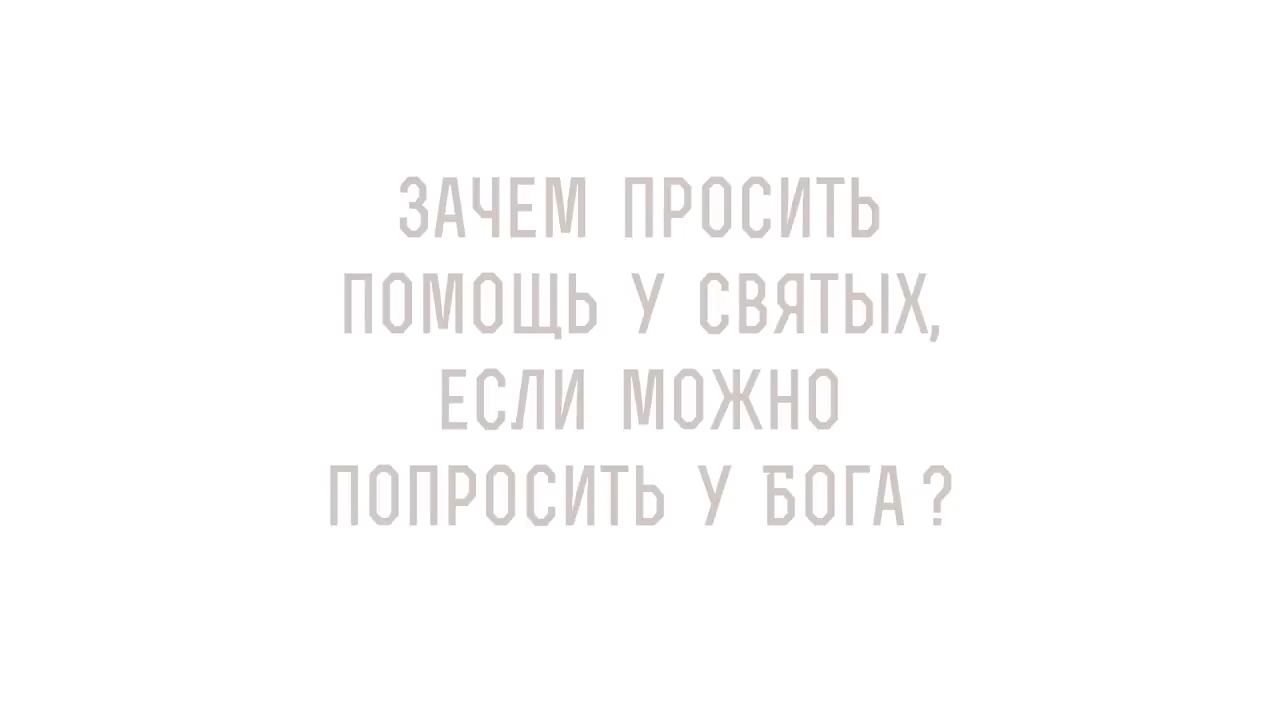 ЗАЧЕМ ПРОСИТЬ
ПОМОЩЬ У СВЯТЫХ,
ЕСЛИ МОЖНО
ПОПРОСИТЬ У БОГА?